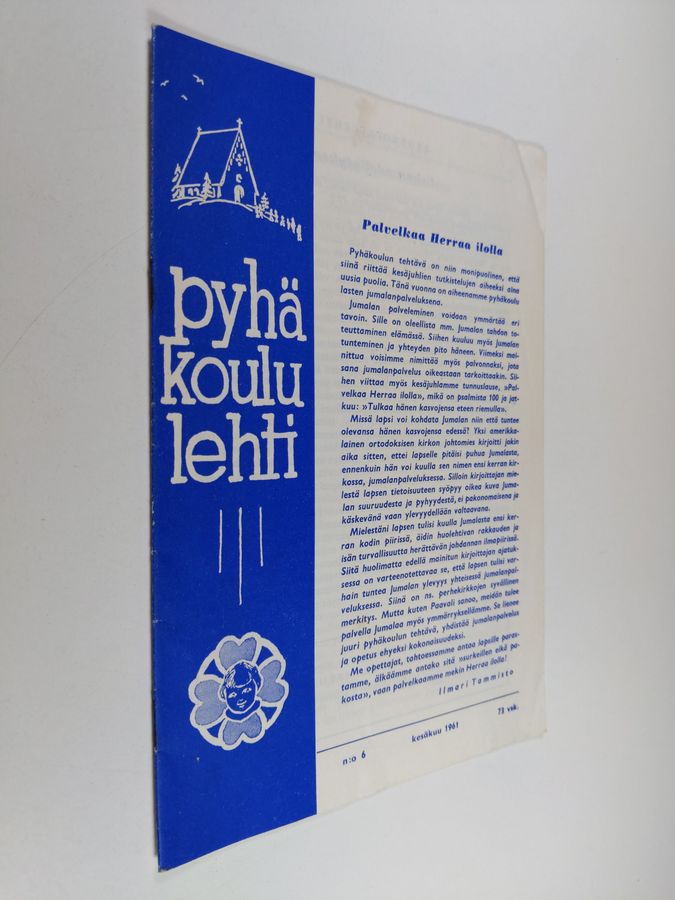 pyhä
koulu
lehti
Palvelkaa Herraa ilolla
Pyhäkoulun tehtävä on niin monipuolinen, että
siinä riittää kesäjuhlien tutkistelujen aiheeksi aina
uusia puolia. Tänä vuonna on aiheenamme pyhäkoulu
lasten jumalanpalveluksena.
Jumalan palveleminen voidaan ymmärtää eri
tavoin. Sille on oleellista mm. Jumalan tahdon to-
teuttaminen elämässä. Siihen kuuluu myös Jumalan
tunteminen ja yhteyden pito häneen. Viimeksi mai-
nittua voisimme nimittää myös palvonnaksi, jota
sana jumalanpalvelus oikeastaan tarkoittaakin. Sii-
hen viittaa myös kesäjuhlamme tunnuslause, »Pal-
velkaa Herraa ilolla», mikä on psalmista 100 ja jat-
kuu: »Tulkaa hänen kasvojensa eteen riemulla».
Missä lapsi voi kohdata Jumalan niin että tuntee
olevansa hänen kasvojensa edessä? Yksi amerikka-
lainen ortodoksisen kirkon johtomies kirjoitti jokin
aika sitten, ettei lapselle pitäisi puhua Jumalasta,
ennenkuin hän voi kuulla sen nimen ensi kerran kir-
kossa, jumalanpalveluksessa. Silloin kirjoittajan mie-
lestä lapsen tietoisuuteen syöpyy oikea kuva Juma-
lan suuruudesta ja pyhyydestä, ei pakonomaisena ja
käskevänä vaan ylevyydellään valtaavana.
Mielestäni lapsen tulisi kuulla Jumalasta ensi ker-
ran kodin piirissä, äidin huolehtivan rakkauden ja
isän turvallisuutta herättävän johdannan ilmapiirissä.
Siitä huolimatta edellä mainitun kirjoittajan ajatuk-
sessa on varteenotettavaa se, että lapsen tulisi var-
hain tuntea Jumalan ylevyys yhteisessä jumalanpal-
veluksessa. Siinä on ns. perhekirkkojen syvällinen
merkitys. Mutta kuten Paavali sanoo, meidän tulee
palvella Jumalaa myös ymmärryksellämme. Se lienee
juuri pyhäkoulun tehtävä, yhdistää jumalanpalvelus
ja opetus ehyeksi kokonaisuudeksi.
Me opettajat, tahtoessamme antaa lapsille paras-
tamme, älkäämme antako sitä »surkeillen eikä pa-
kosta», vaan palvelkaamme mekin Herraa ilolla!
Ilmari Tammisto
n:o 6 kesäkuu 1961 73 vsk.